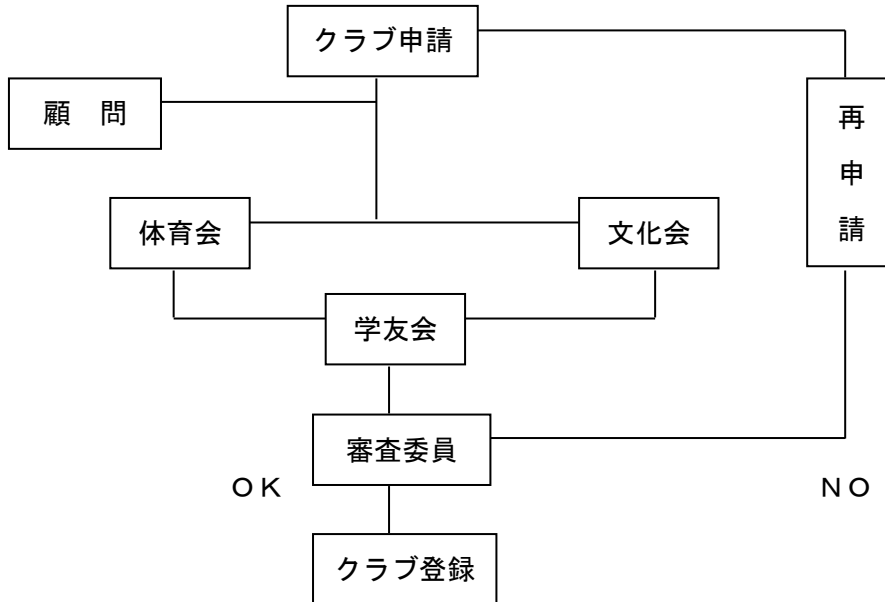 クラブ申請
顧　問
再
申
請
体育会
文化会
学友会
審査委員
ＯＫ
ＮＯ
クラブ登録